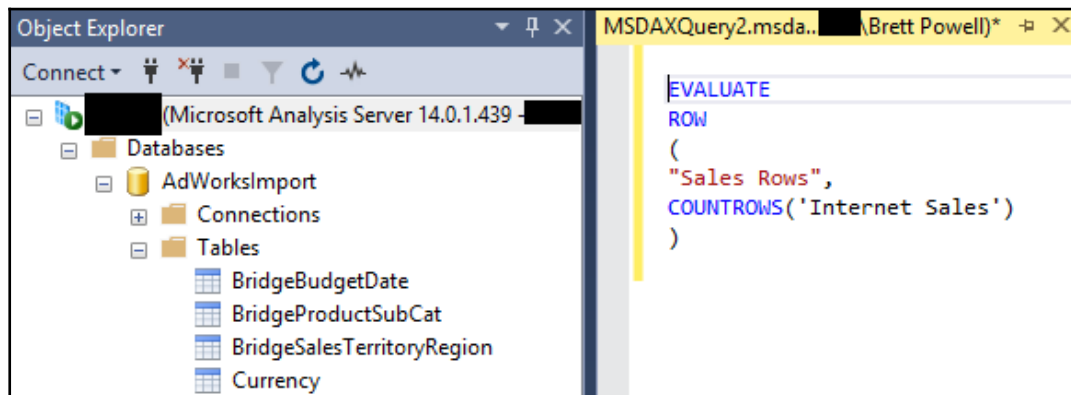 Object Explorer
Connect
(Microsoft Analysis Server 14.0.1.439 -
Databases
AdWorksImport
Connections
Tables
BridgeBudgetDate
BridgeProductSubCat
BridgeSalesTerritoryRegion
Currency
MSDAXQuery2.msda.. \Brett Powell)*
EVALUATE
ROW
(
"Sales Rows",
COUNTROWS('Internet Sales')
)